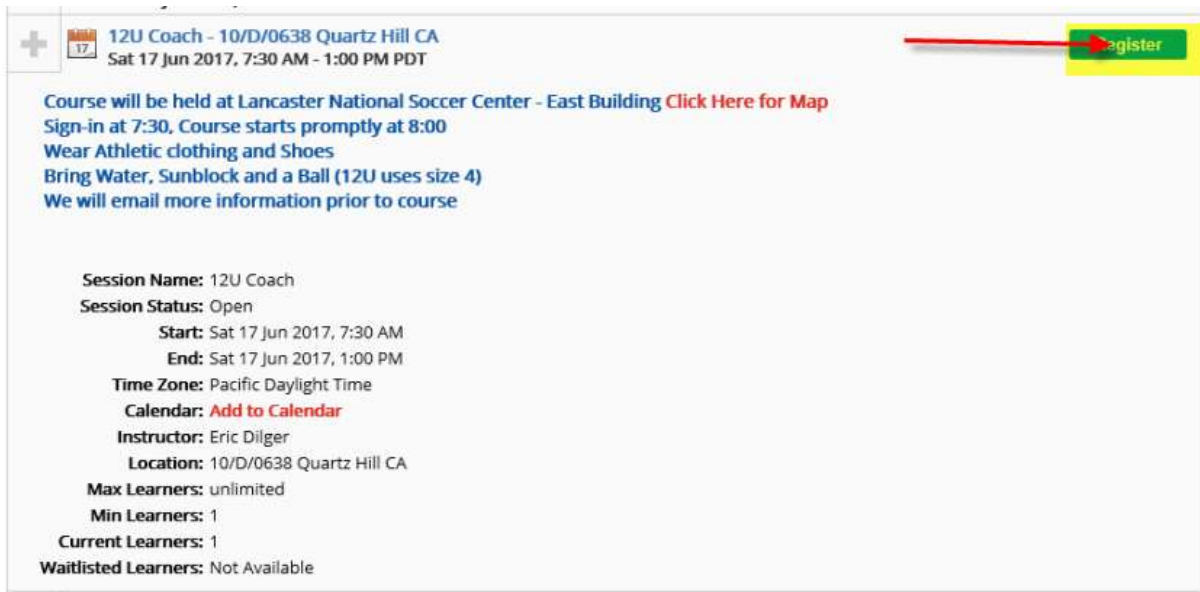 12U Coach - 10/D/0638 Quartz Hill CA
17
Sat 17 Jun 2017, 7:30 AM - 1:00 PM PDT
Register
Course will be held at Lancaster National Soccer Center - East Building Click Here for Map
Sign-in at 7:30, Course starts promptly at 8:00
Wear Athletic clothing and Shoes
Bring Water, Sunblock and a Ball (12U uses size 4)
We will email more information prior to course
Session Name: 12U Coach
Session Status: Open
Start: Sat 17 Jun 2017, 7:30 AM
End: Sat 17 Jun 2017, 1:00 PM
Time Zone: Pacific Daylight Time
Calendar: Add to Calendar
Instructor: Eric Dilger
Location: 10/D/0638 Quartz Hill CA
Max Learners: unlimited
Min Learners: 1
Current Learners: 1
Waitlisted Learners: Not Available